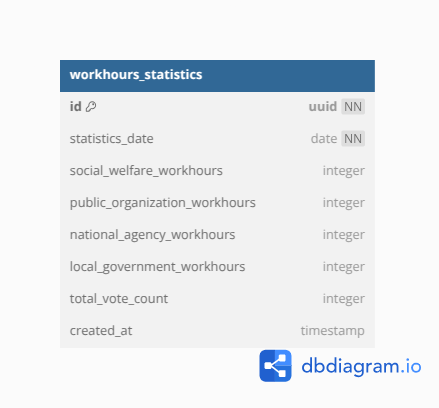 workhours_statistics
id uuid NN
statistics_date date NN
social_welfare_workhours integer
public_organization_workhours integer
national_agency_workhours integer
local_government_workhours integer
total_vote_count integer
created_at timestamp
dbdiagram.io